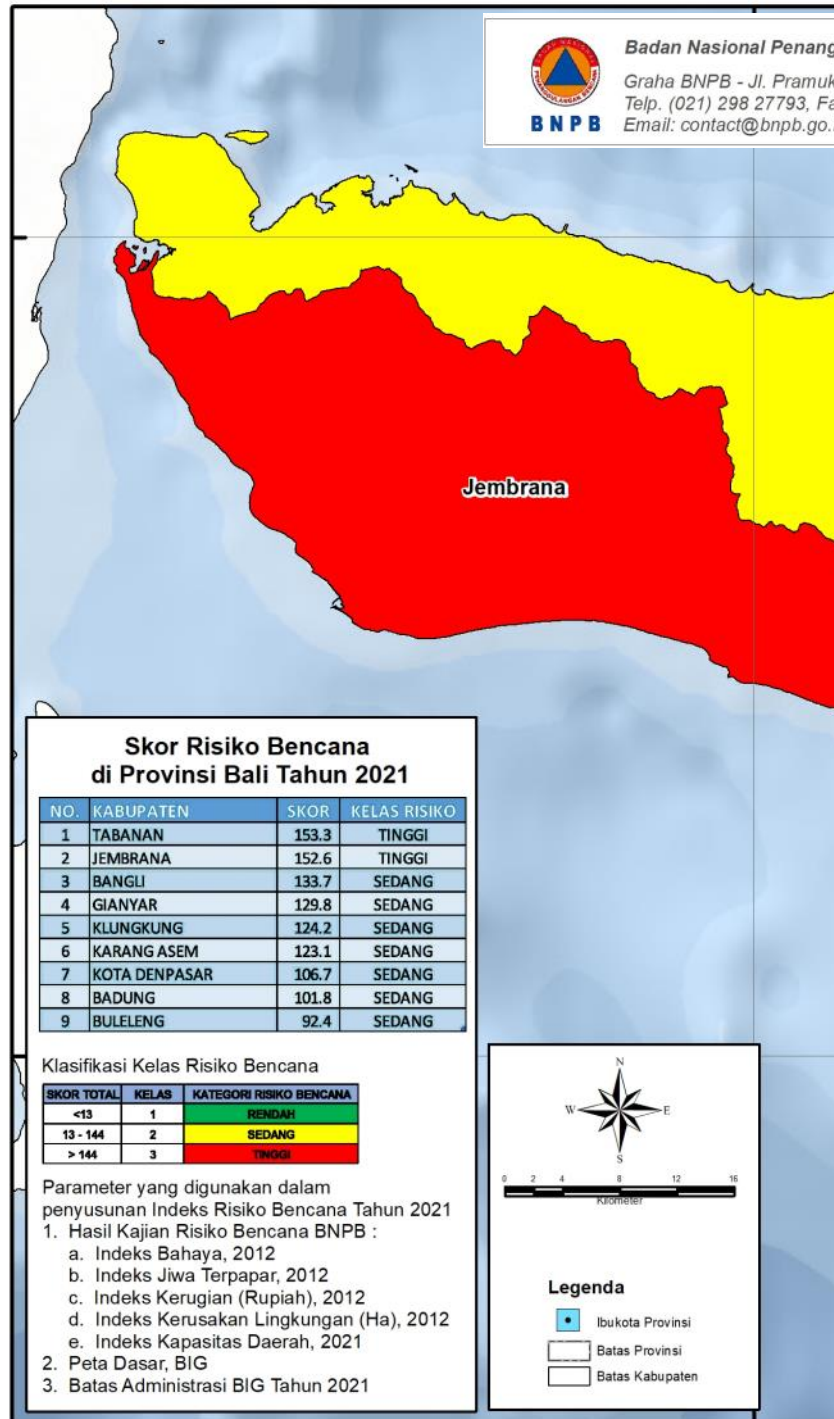 Badan Nasional Penang
Graha BNPB - Jl. Pramuk
Telp. (021) 298 27793, Fa
Email: contact@bnpb.go.
BNPB
Jembrana
Skor Risiko Bencana
di Provinsi Bali Tahun 2021
NO. KABUPATEN SKOR KELAS RISIKO
1 TABANAN 153.3 TINGGI
2 JEMBRANA 152.6 TINGGI
3 BANGLI 133.7 SEDANG
4 GIANYAR 129.8 SEDANG
5 KLUNGKUNG 124.2 SEDANG
6 KARANG ASEM 123.1 SEDANG
7 KOTA DENPASAR 106.7 SEDANG
8 BADUNG 101.8 SEDANG
9 BULELENG 92.4 SEDANG
Klasifikasi Kelas Risiko Bencana
SKOR TOTAL KELAS KATEGORI RISIKO BENCANA
<13 1 RENDAH
13 - 144 2 SEDANG
> 144 3 TINGGI
Parameter yang digunakan dalam
penyusunan Indeks Risiko Bencana Tahun 2021
1. Hasil Kajian Risiko Bencana BNPB :
a. Indeks Bahaya, 2012
b. Indeks Jiwa Terpapar, 2012
c. Indeks Kerugian (Rupiah), 2012
d. Indeks Kerusakan Lingkungan (Ha), 2012
e. Indeks Kapasitas Daerah, 2021
2. Peta Dasar, BIG
3. Batas Administrasi BIG Tahun 2021
N
W E
S
0 2 4 8 12 16
Kilometer
Legenda
Ibukota Provinsi
Batas Provinsi
Batas Kabupaten